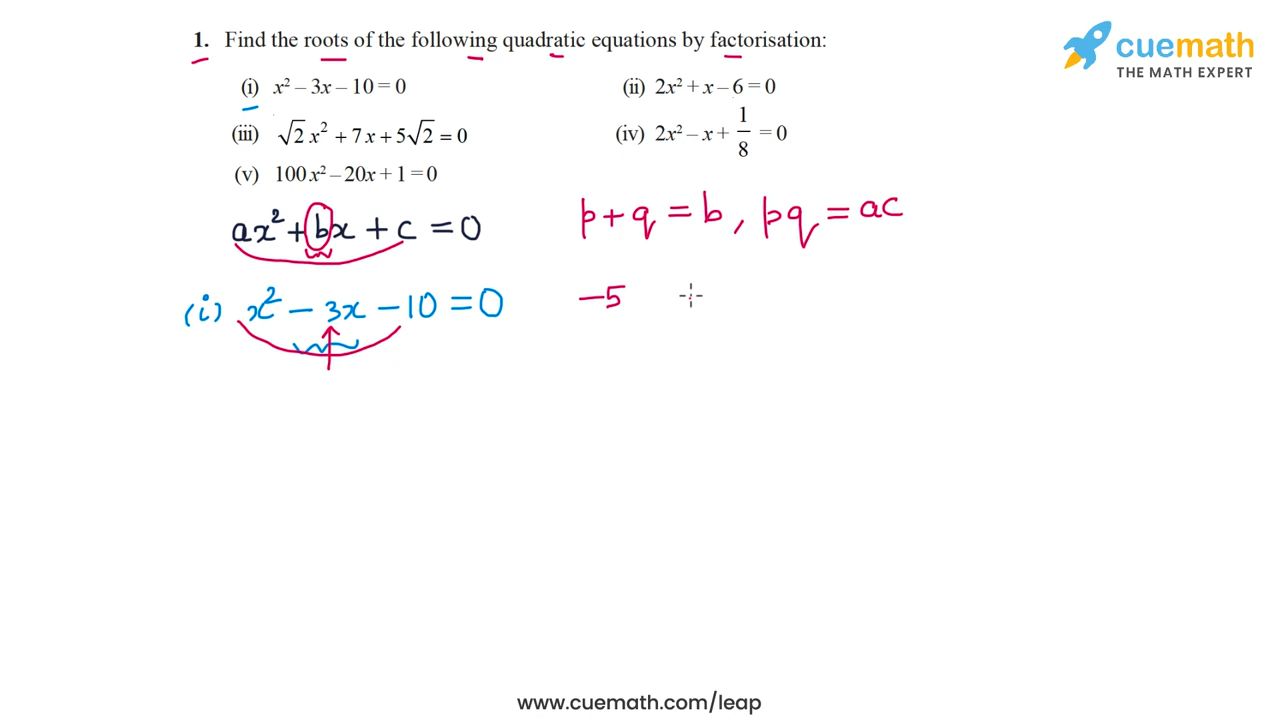 1. Find the roots of the following quadratic equations by factorisation:
cuemath
THE MATH EXPERT
(i) x² – 3x – 10 = 0
(ii) 2x² + x – 6 = 0
(iii) √2 x² + 7x + 5√2 = 0
(iv) 2x² – x + 1/8 = 0
(v) 100x² – 20x + 1 = 0
ax² + bx + c = 0
p + q = b, pq = ac
(i) x² – 3x – 10 = 0
–5
www.cuemath.com/leap